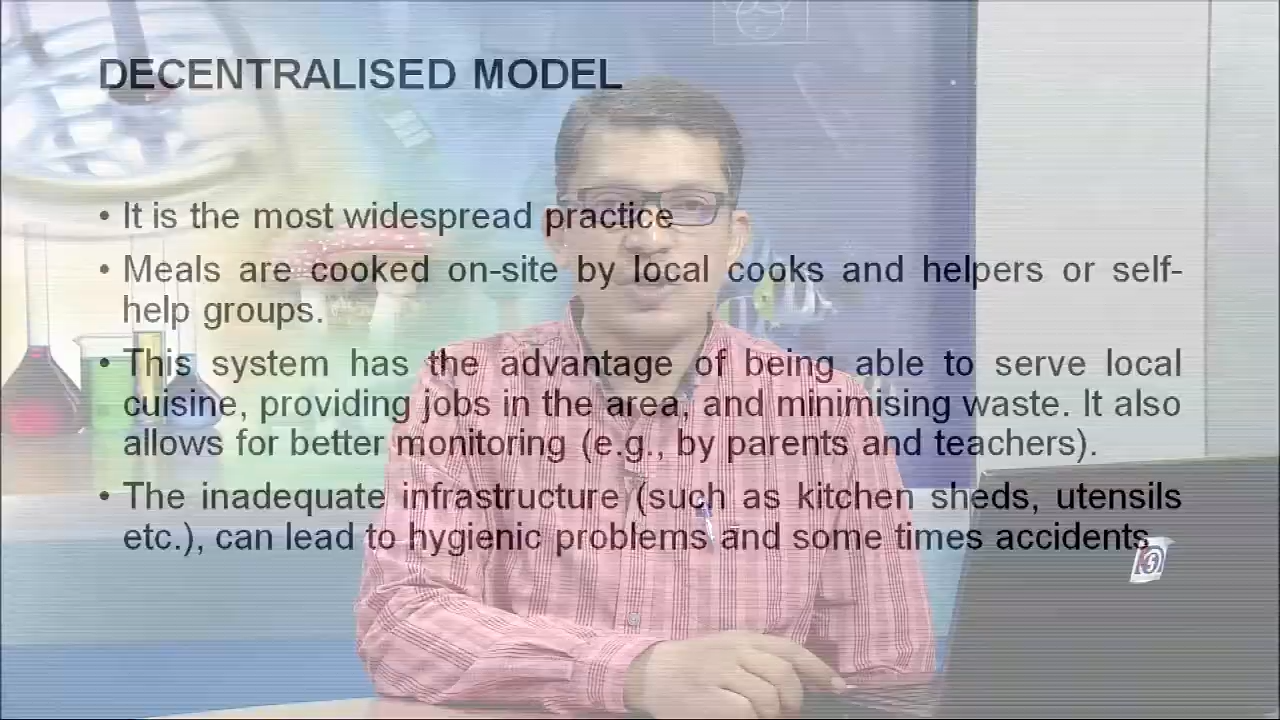 DECENTRALISED MODEL
• It is the most widespread practice
• Meals are cooked on-site by local cooks and helpers or self-
help groups.
• This system has the advantage of being able to serve local
cuisine, providing jobs in the area, and minimising waste. It also
allows for better monitoring (e.g., by parents and teachers).
• The inadequate infrastructure (such as kitchen sheds, utensils
etc.), can lead to hygienic problems and some times accidents